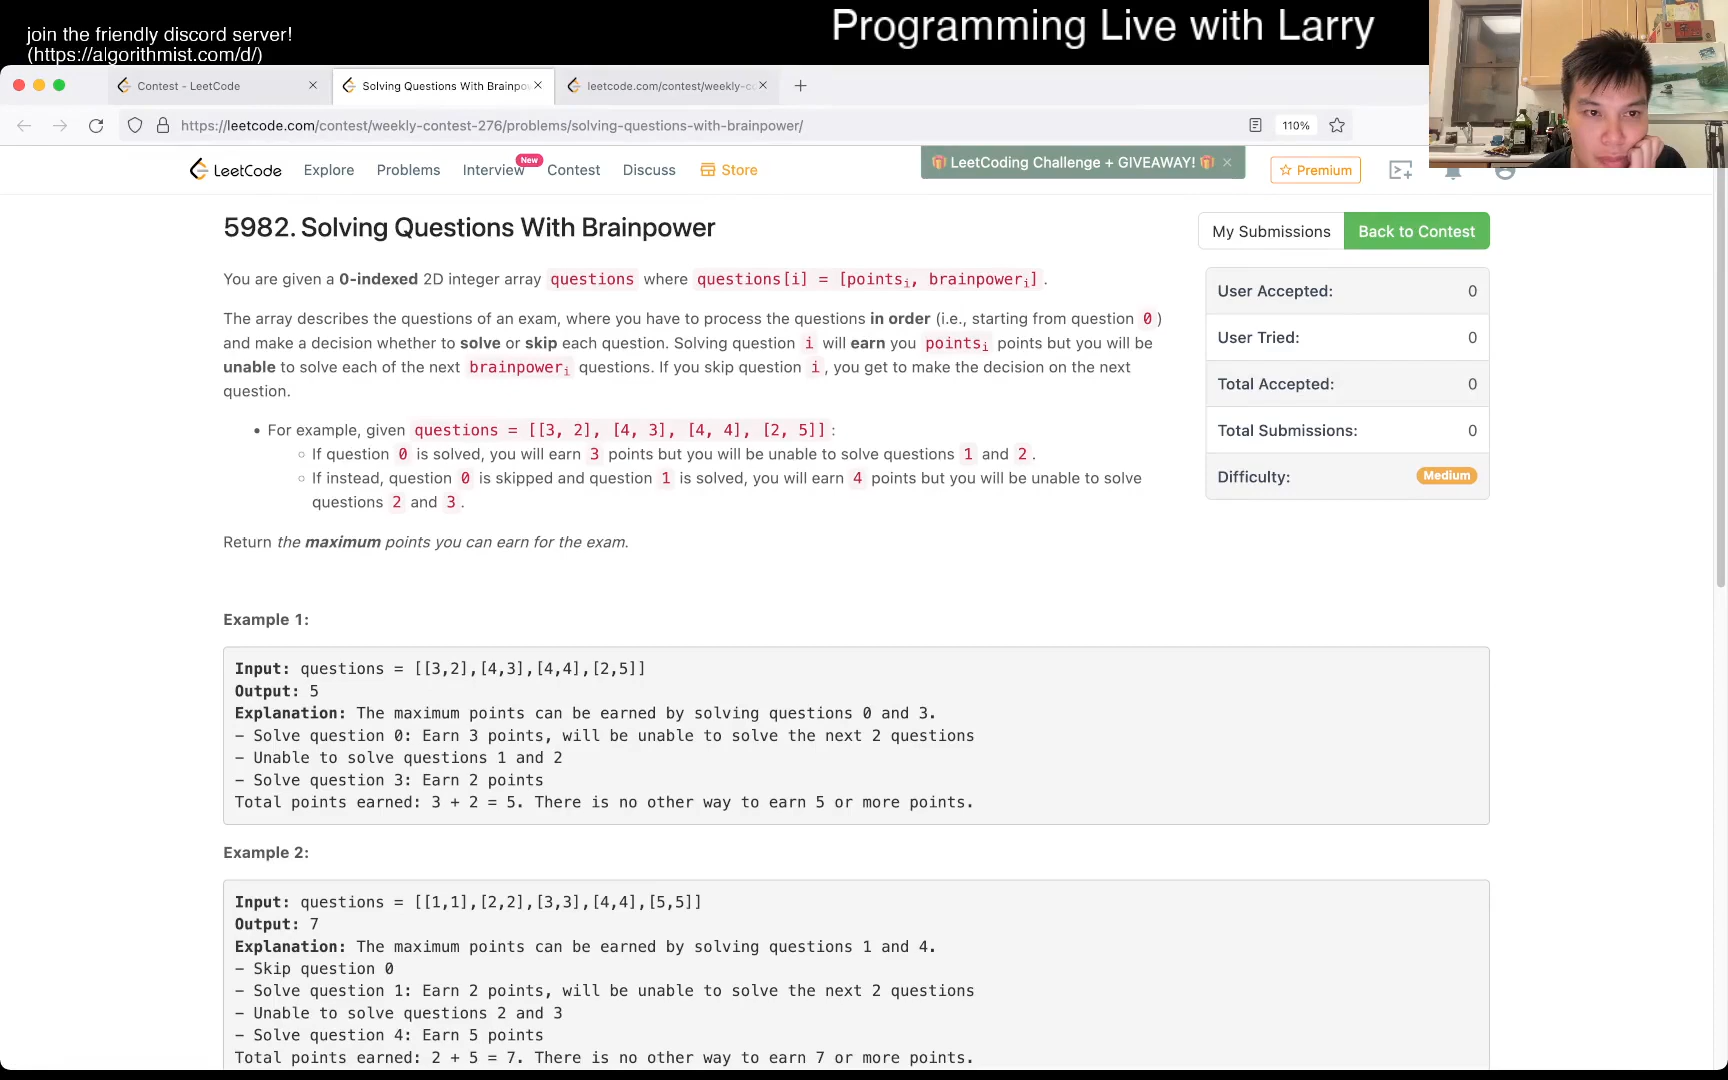 join the friendly discord server!
(https://algorithmist.com/d/)
Programming Live with Larry
Contest - LeetCode
Solving Questions With Brainpo
leetcode.com/contest/weekly-co
https://leetcode.com/contest/weekly-contest-276/problems/solving-questions-with-brainpower/
110%
LeetCode
Explore
Problems
Interview
New
Contest
Discuss
Store
LeetCoding Challenge + GIVEAWAY!
Premium
5982. Solving Questions With Brainpower
My Submissions
Back to Contest
You are given a 0-indexed 2D integer array questions where questions[i] = [pointsi, brainpoweri] .
The array describes the questions of an exam, where you have to process the questions in order (i.e., starting from question 0 )
and make a decision whether to solve or skip each question. Solving question i will earn you pointsi points but you will be
unable to solve each of the next brainpoweri questions. If you skip question i , you get to make the decision on the next
question.
• For example, given questions = [[3, 2], [4, 3], [4, 4], [2, 5]] :
◦ If question 0 is solved, you will earn 3 points but you will be unable to solve questions 1 and 2 .
◦ If instead, question 0 is skipped and question 1 is solved, you will earn 4 points but you will be unable to solve
questions 2 and 3 .
Return the maximum points you can earn for the exam.
User Accepted: 0
User Tried: 0
Total Accepted: 0
Total Submissions: 0
Difficulty: Medium
Example 1:
Input: questions = [[3,2],[4,3],[4,4],[2,5]]
Output: 5
Explanation: The maximum points can be earned by solving questions 0 and 3.
- Solve question 0: Earn 3 points, will be unable to solve the next 2 questions
- Unable to solve questions 1 and 2
- Solve question 3: Earn 2 points
Total points earned: 3 + 2 = 5. There is no other way to earn 5 or more points.
Example 2:
Input: questions = [[1,1],[2,2],[3,3],[4,4],[5,5]]
Output: 7
Explanation: The maximum points can be earned by solving questions 1 and 4.
- Skip question 0
- Solve question 1: Earn 2 points, will be unable to solve the next 2 questions
- Unable to solve questions 2 and 3
- Solve question 4: Earn 5 points
Total points earned: 2 + 5 = 7. There is no other way to earn 7 or more points.